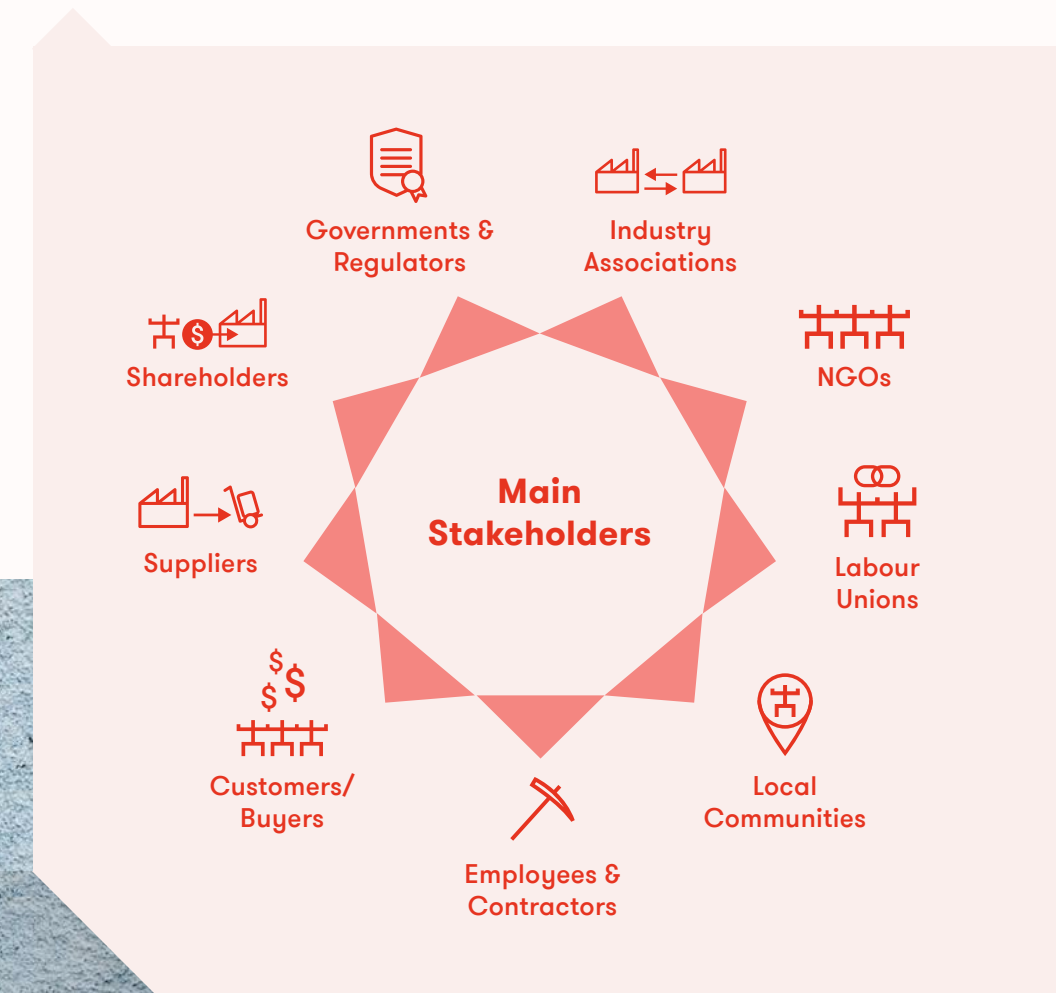 Governments &
Regulators
Industry
Associations
Shareholders
NGOs
Main
Stakeholders
Suppliers
Labour
Unions
Customers/
Buyers
Local
Communities
Employees &
Contractors
$
$
$
$